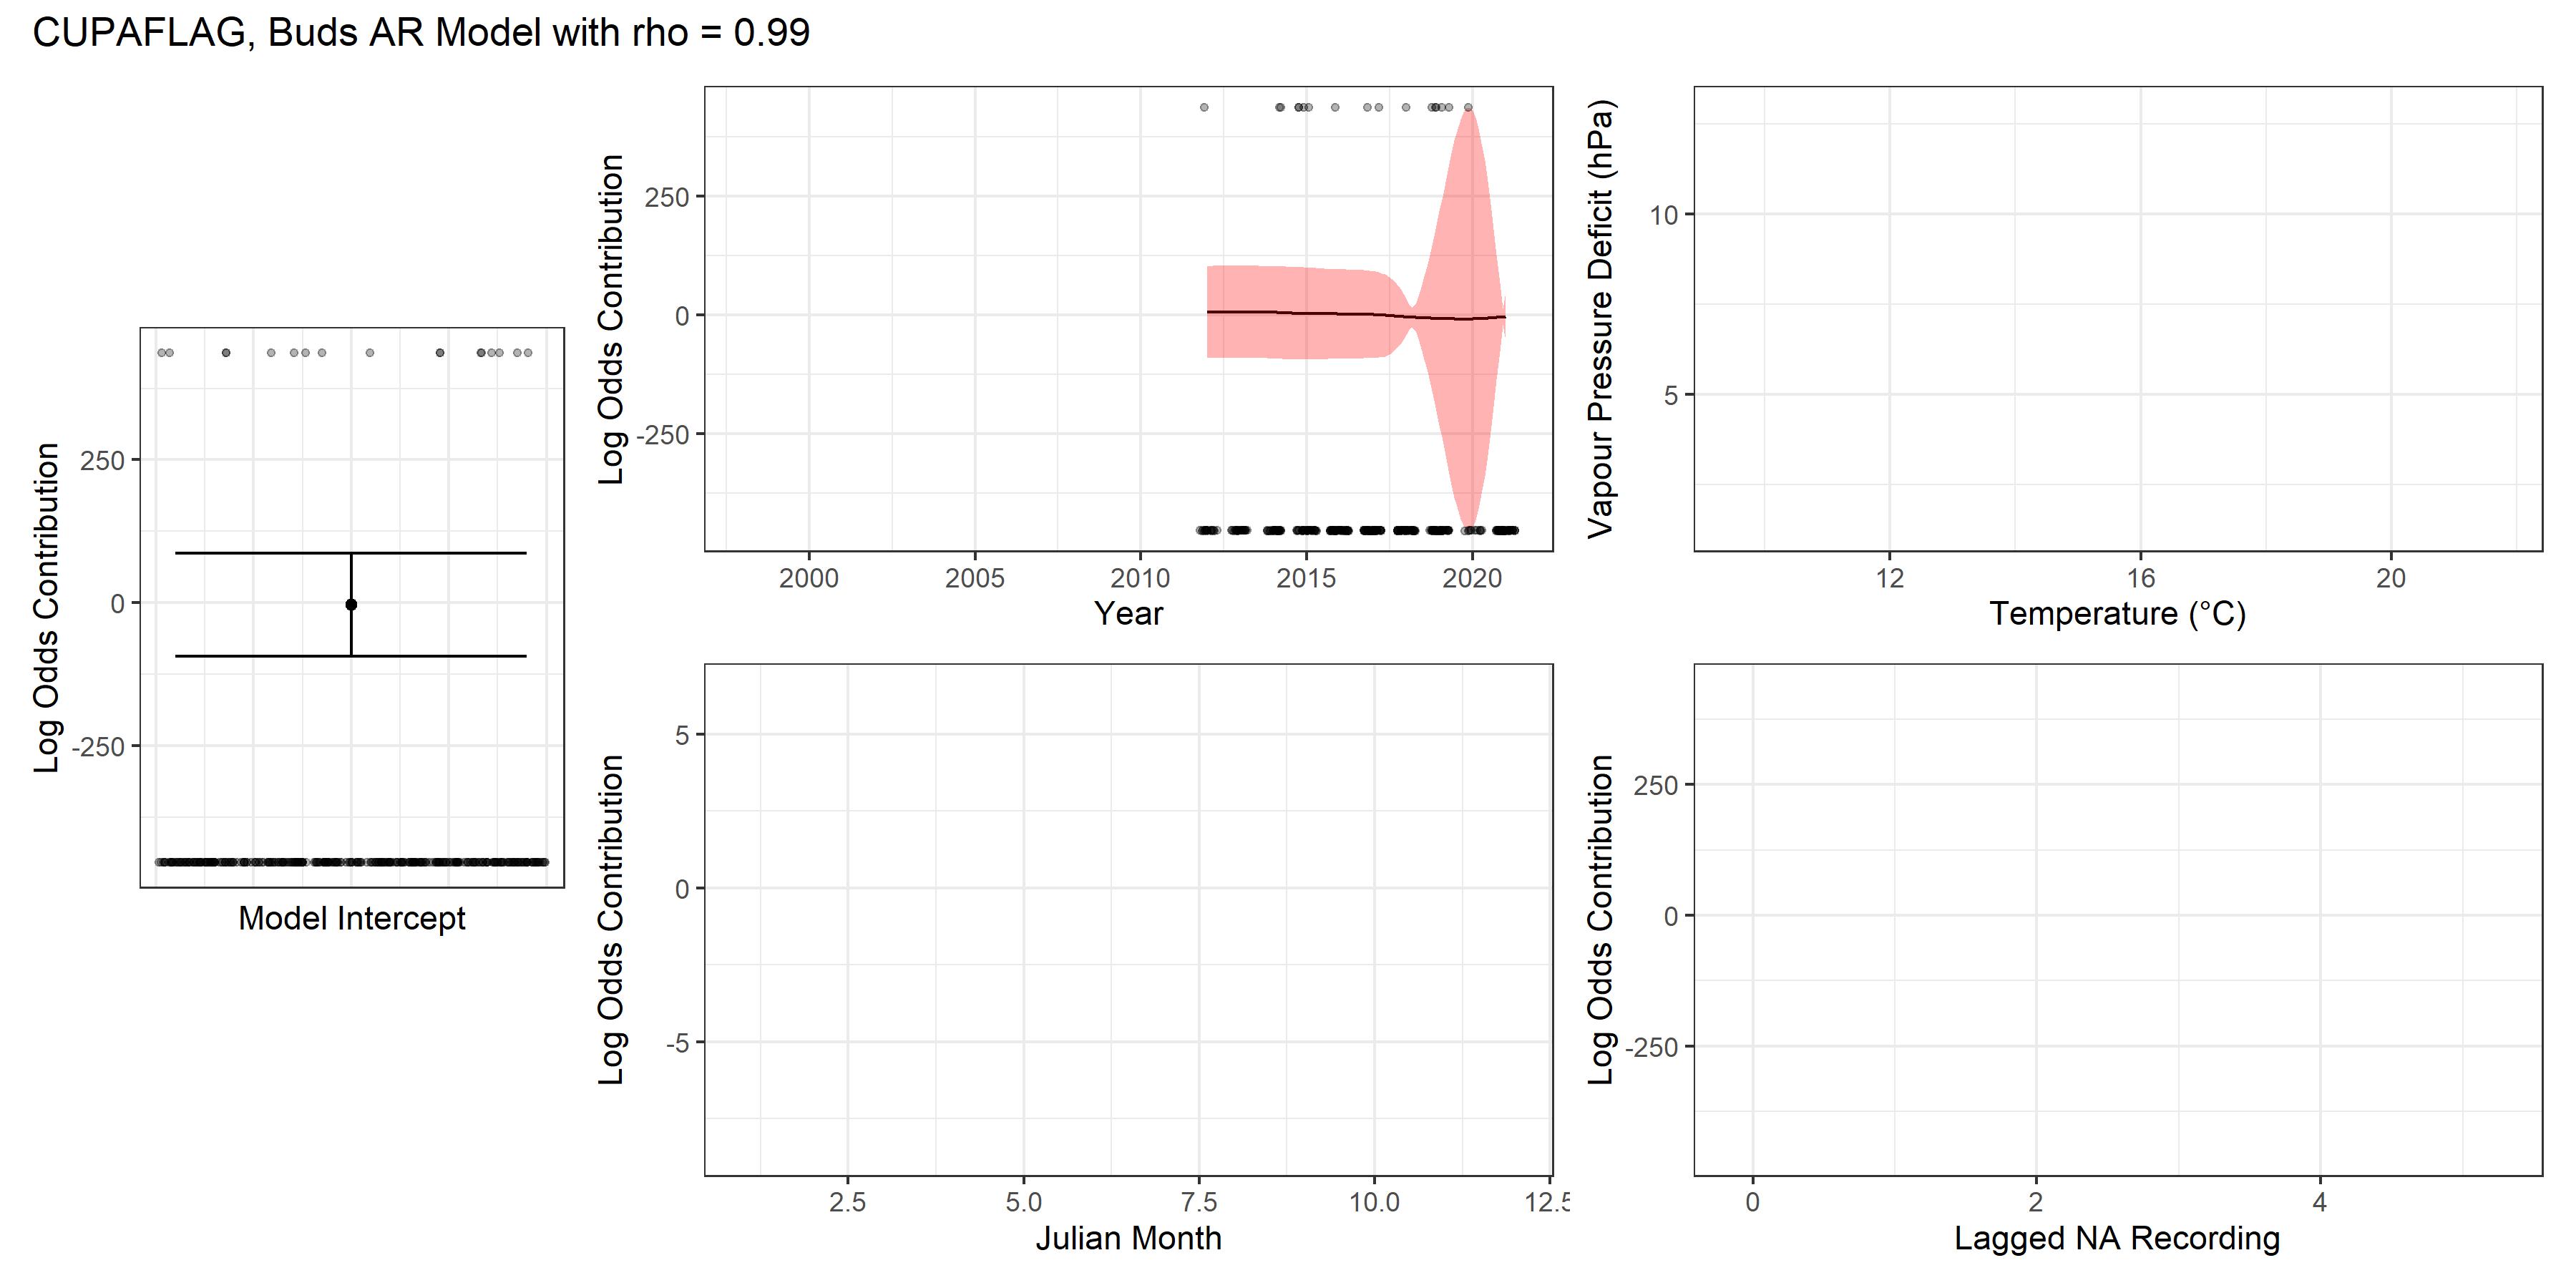 CUPAFLAG, Buds AR Model with rho = 0.99
Log Odds Contribution
250
0
-250
Model Intercept
Log Odds Contribution
250
0
-250
2000 2005 2010 2015 2020
Year
Vapour Pressure Deficit (hPa)
10
5
12 16 20
Temperature (°C)
Log Odds Contribution
5
0
-5
2.5 5.0 7.5 10.0 12.5
Julian Month
Log Odds Contribution
250
0
-250
0 2 4
Lagged NA Recording